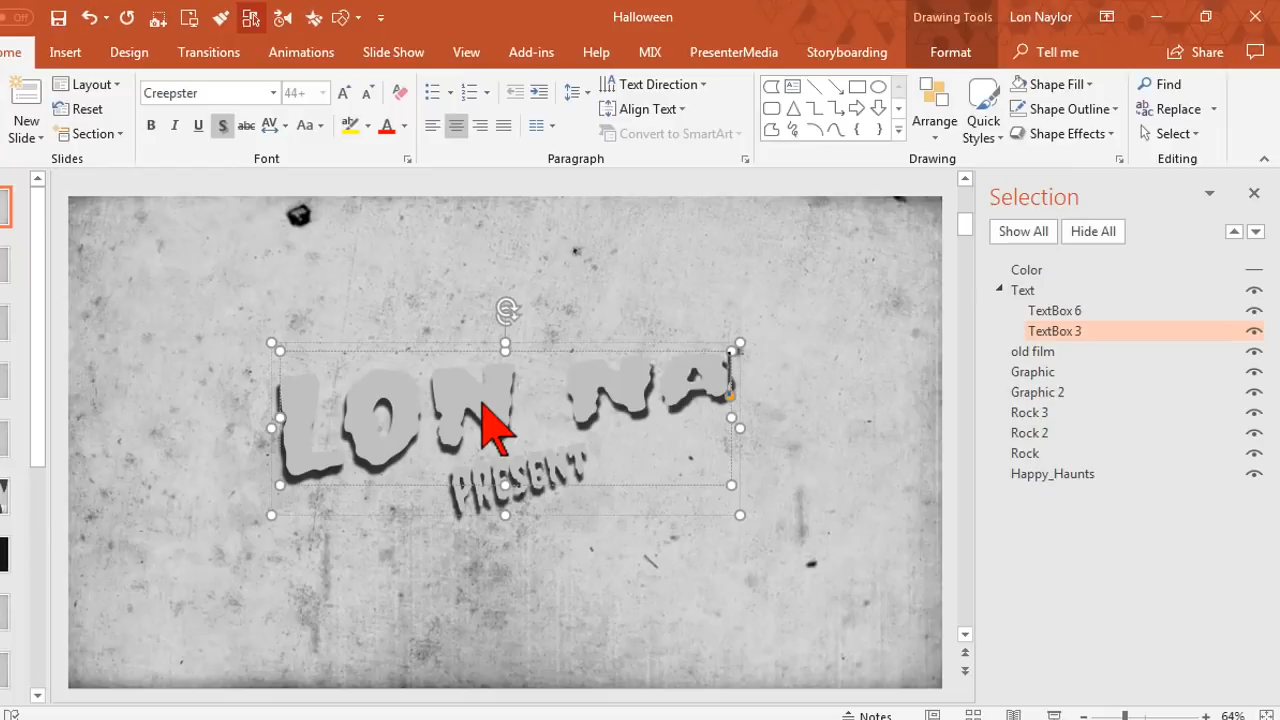 Off
Halloween
Drawing Tools
Lon Naylor
Insert
Design
Transitions
Animations
Slide Show
View
Add-ins
Help
MIX
PresenterMedia
Storyboarding
Format
Tell me
Share
New
Slide
Layout
Reset
Section
Slides
Creepster
44+
B I U S abc AV Aa A
Font
Text Direction
Align Text
Convert to SmartArt
Paragraph
Arrange
Quick
Styles
Shape Fill
Shape Outline
Shape Effects
Drawing
Find
Replace
Select
Editing
LON NA
PRESENT
Selection
Show All
Hide All
Color
Text
TextBox 6
TextBox 3
old film
Graphic
Graphic 2
Rock 3
Rock 2
Rock
Happy_Haunts
Notes
64%